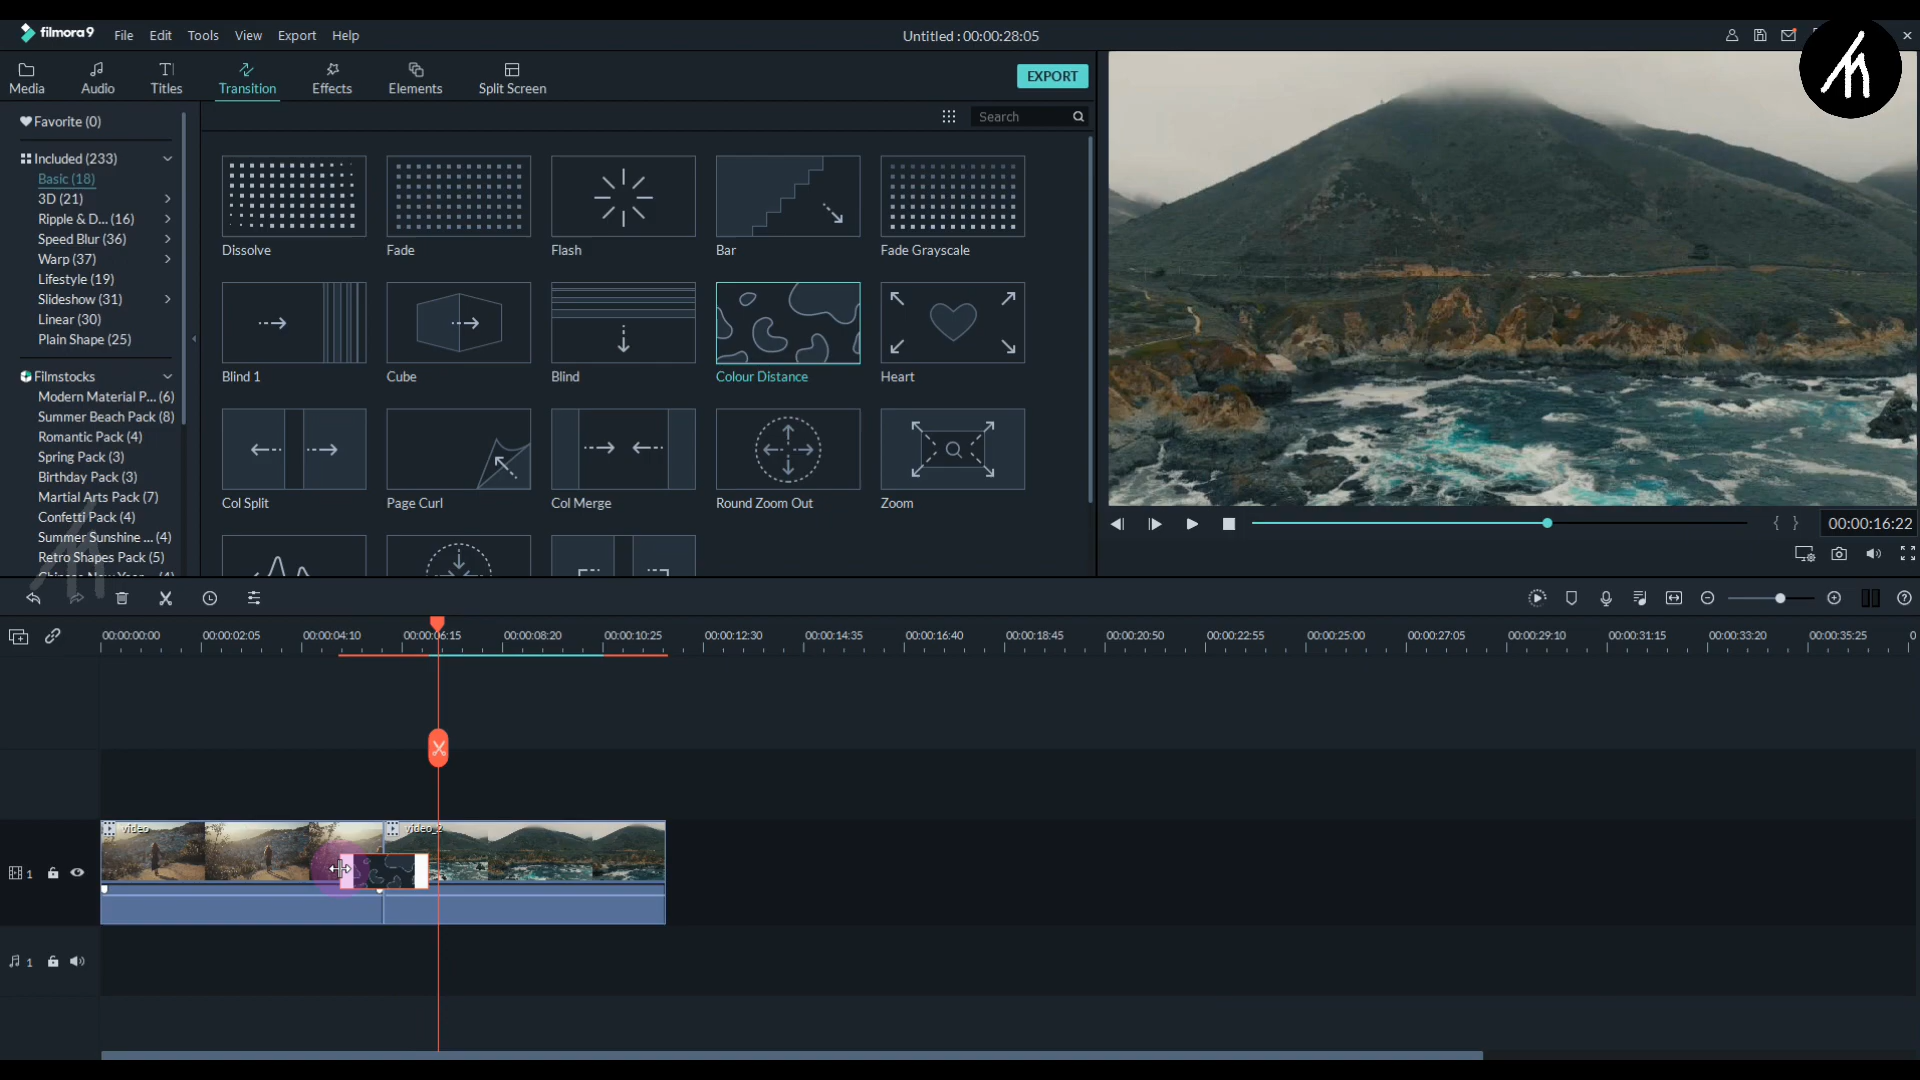 filmora9 File Edit Tools View Export Help Untitled : 00:00:28:05
Media Audio Titles Transition Effects Elements Split Screen EXPORT
Search
Favorite (0)
Included (233)
Basic (18)
3D (21)
Ripple & D... (16)
Speed Blur (36)
Warp (37)
Lifestyle (19)
Slideshow (31)
Linear (30)
Plain Shape (25)
Filmstocks
Modern Material P... (6)
Summer Beach Pack (8)
Romantic Pack (4)
Spring Pack (3)
Birthday Pack (3)
Martial Arts Pack (7)
Confetti Pack (4)
Summer Sunshine ... (4)
Retro Shapes Pack (5)
Dissolve Fade Flash Bar Fade Grayscale
Blind 1 Cube Blind Colour Distance Heart
Col Split Page Curl Col Merge Round Zoom Out Zoom
00:00:16:22
00:00:00:00 00:00:02:05 00:00:04:10 00:00:06:15 00:00:08:20 00:00:10:25 00:00:12:30 00:00:14:35 00:00:16:40 00:00:18:45 00:00:20:50 00:00:22:55 00:00:25:00 00:00:27:05 00:00:29:10 00:00:31:15 00:00:33:20 00:00:35:25
video video_2
1
1